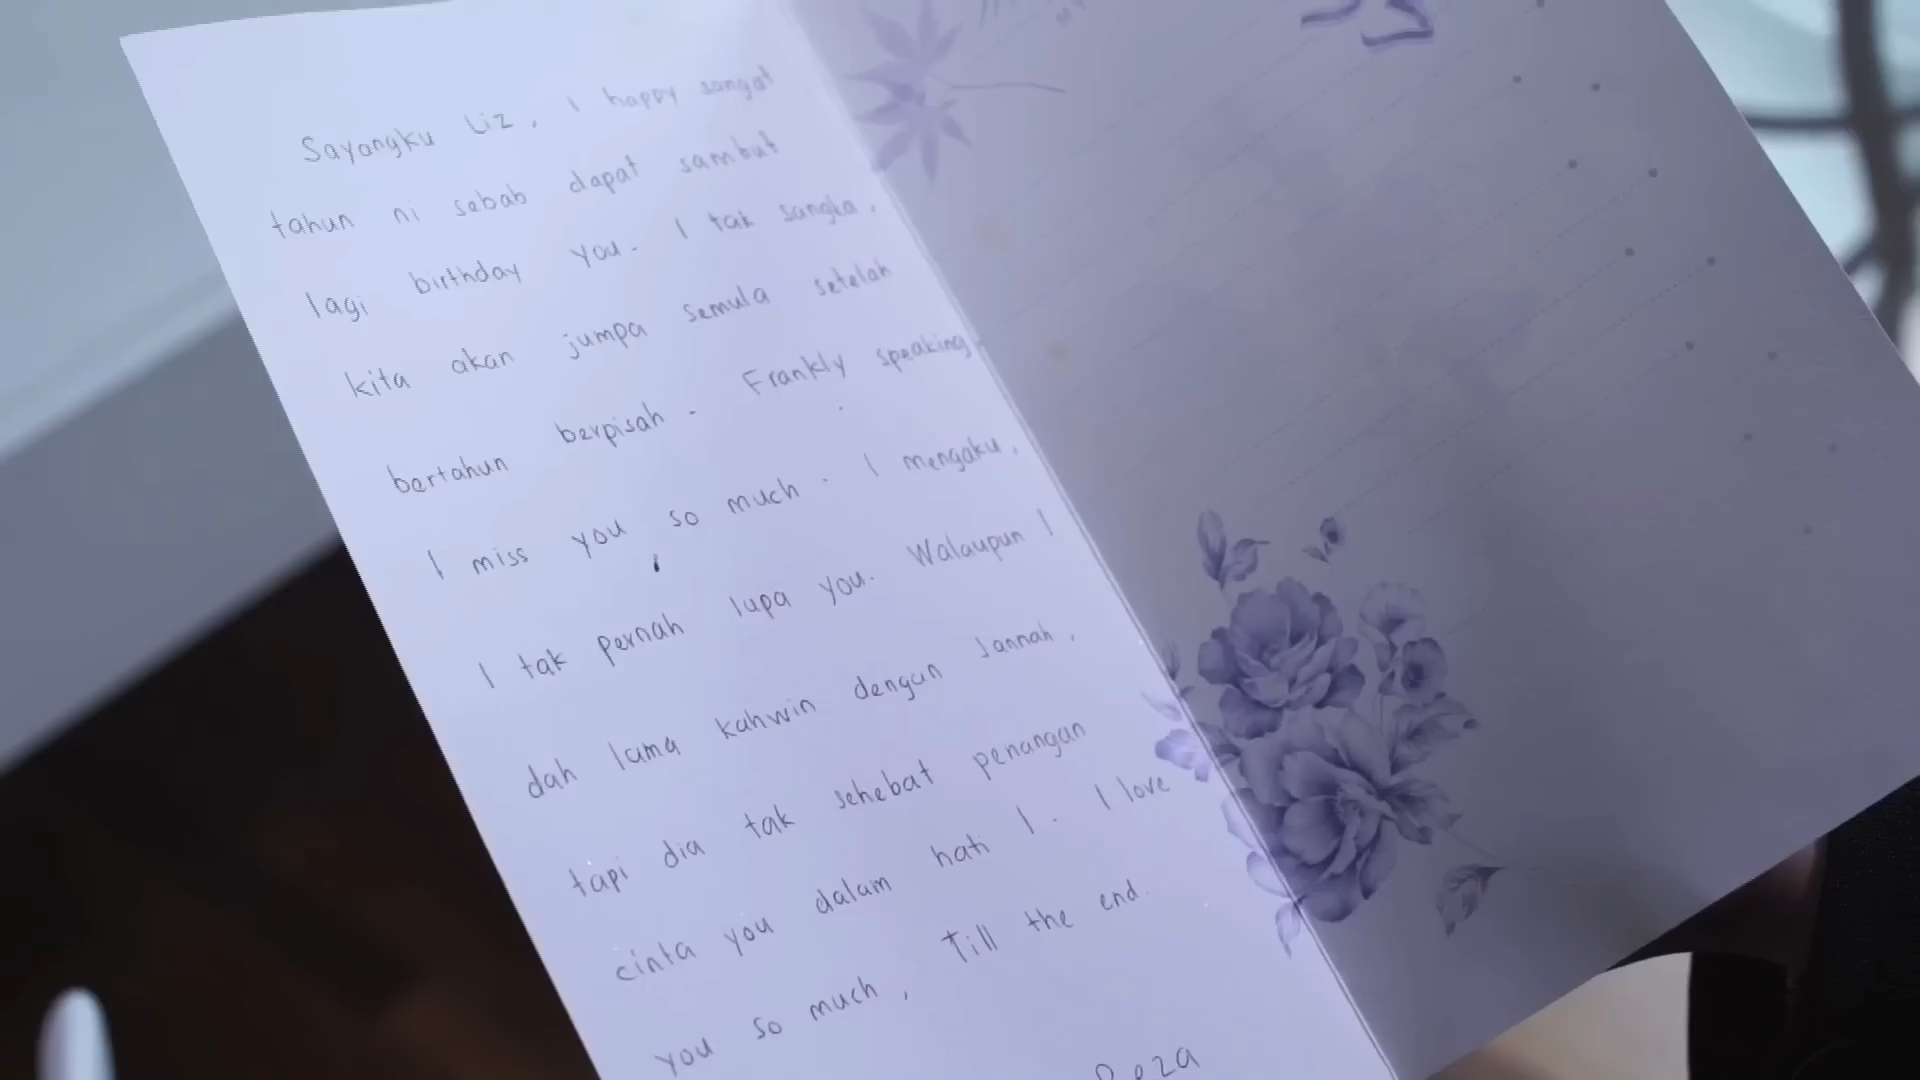 Sayangku Liz, I happy sangat
tahun ni sebab dapat sambut
lagi birthday you. I tak sangka,
kita akan jumpa semula setelah
bertahun berpisah. Frankly speaking,
I miss you so much. I mengaku,
I tak pernah lupa you. Walaupun I
dah lama kahwin dengan Jannah,
tapi dia tak sehebat penangan
cinta you dalam hati I. I love
you so much, Till the end.
Reza